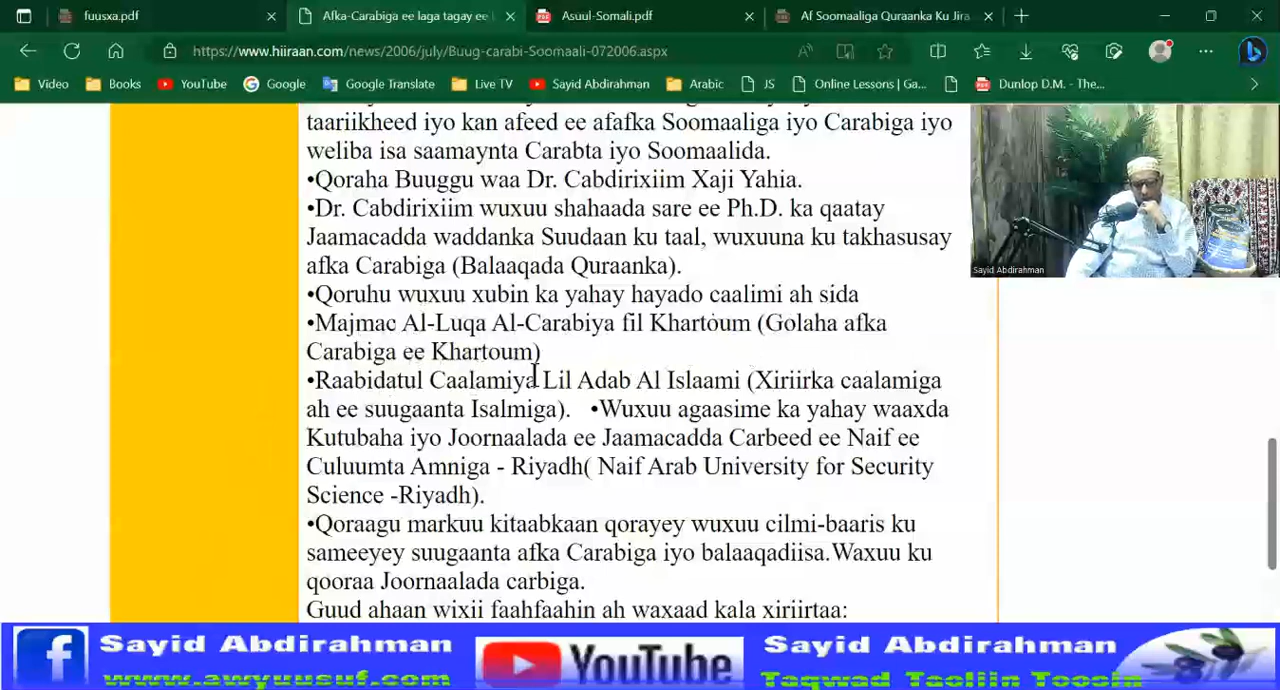 fuusxa.pdf
Afka-Carabiga ee laga tagay ee
Asuul-Somali.pdf
Af Soomaaliga Quraanka Ku Jira
https://www.hiiraan.com/news/2006/july/Buug-carabi-Soomaali-072006.aspx
Video Books YouTube Google Google Translate Live TV Sayid Abdirahman Arabic JS Online Lessons | Ga... Dunlop D.M. - The...
taariikheed iyo kan afeed ee afafka Soomaaliga iyo Carabiga iyo
weliba isa saamaynta Carabta iyo Soomaalida.
•Qoraha Buuggu waa Dr. Cabdirixiim Xaji Yahia.
•Dr. Cabdirixiim wuxuu shahaada sare ee Ph.D. ka qaatay
Jaamacadda waddanka Suudaan ku taal, wuxuuna ku takhasusay
afka Carabiga (Balaaqada Quraanka).
•Qoruhu wuxuu xubin ka yahay hayado caalimi ah sida
•Majmac Al-Luqa Al-Carabiya fil Khartoum (Golaha afka
Carabiga ee Khartoum)
•Raabidatul Caalamiya Lil Adab Al Islaami (Xiriirka caalamiga
ah ee suugaanta Isalmiga). •Wuxuu agaasime ka yahay waaxda
Kutubaha iyo Joornaalada ee Jaamacadda Carbeed ee Naif ee
Culuumta Amniga - Riyadh( Naif Arab University for Security
Science -Riyadh).
•Qoraagu markuu kitaabkaan qorayey wuxuu cilmi-baaris ku
sameeyey suugaanta afka Carabiga iyo balaaqadiisa.Waxuu ku
qooraa Joornaalada carbiga.
Guud ahaan wixii faahfaahin ah waxaad kala xiriirtaa:
Sayid Abdirahman
Sayid Abdirahman
www.awyuusuf.com
YouTube
Sayid Abdirahman
Taqwad Taoliin Toosin